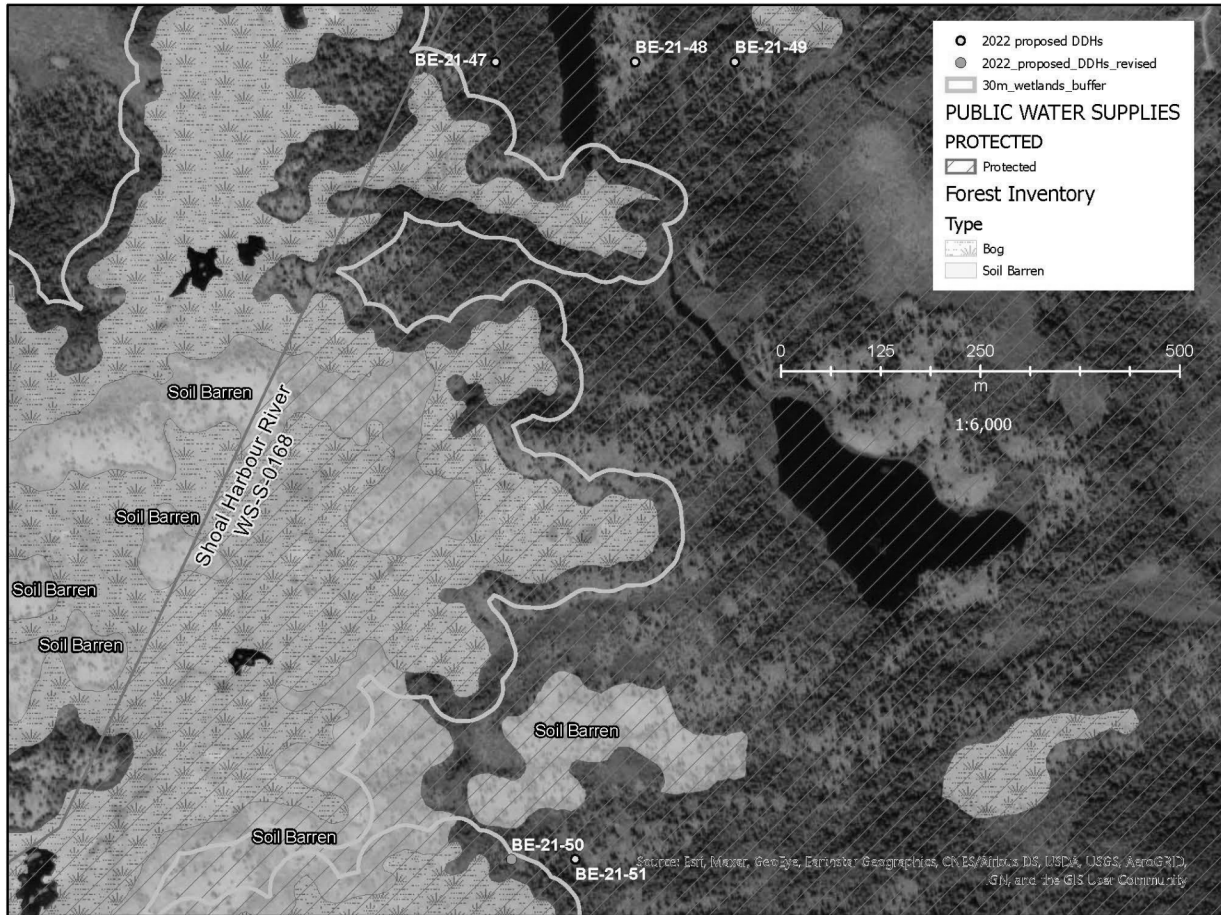 BE-21-47
BE-21-48
BE-21-49
2022 proposed DDHs
2022_proposed_DDHs_revised
30m_wetlands_buffer
PUBLIC WATER SUPPLIES
PROTECTED
Protected
Forest Inventory
Type
Bog
Soil Barren
0 125 250 500
m
1:6,000
Soil Barren
Shoal Harbour River
WS-S-0168
Soil Barren
Soil Barren
Soil Barren
Soil Barren
Soil Barren
BE-21-50
BE-21-51
Source: Esri, Maxar, GeoEye, Earthstar Geographics, CNES/Airbus DS, USDA, USGS, AeroGRID,
IGN, and the GIS User Community